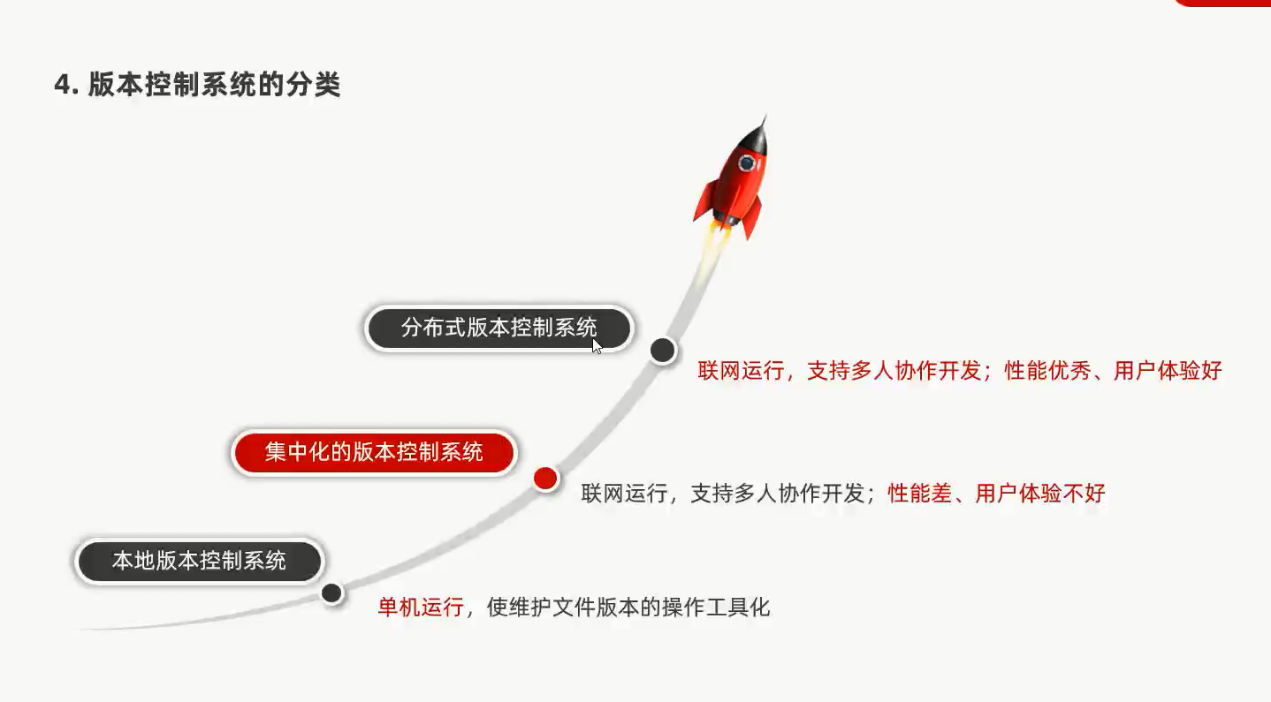 4. 版本控制系统的分类
分布式版本控制系统
联网运行，支持多人协作开发；性能优秀、用户体验好
集中化的版本控制系统
联网运行，支持多人协作开发；性能差、用户体验不好
本地版本控制系统
单机运行，使维护文件版本的操作工具化